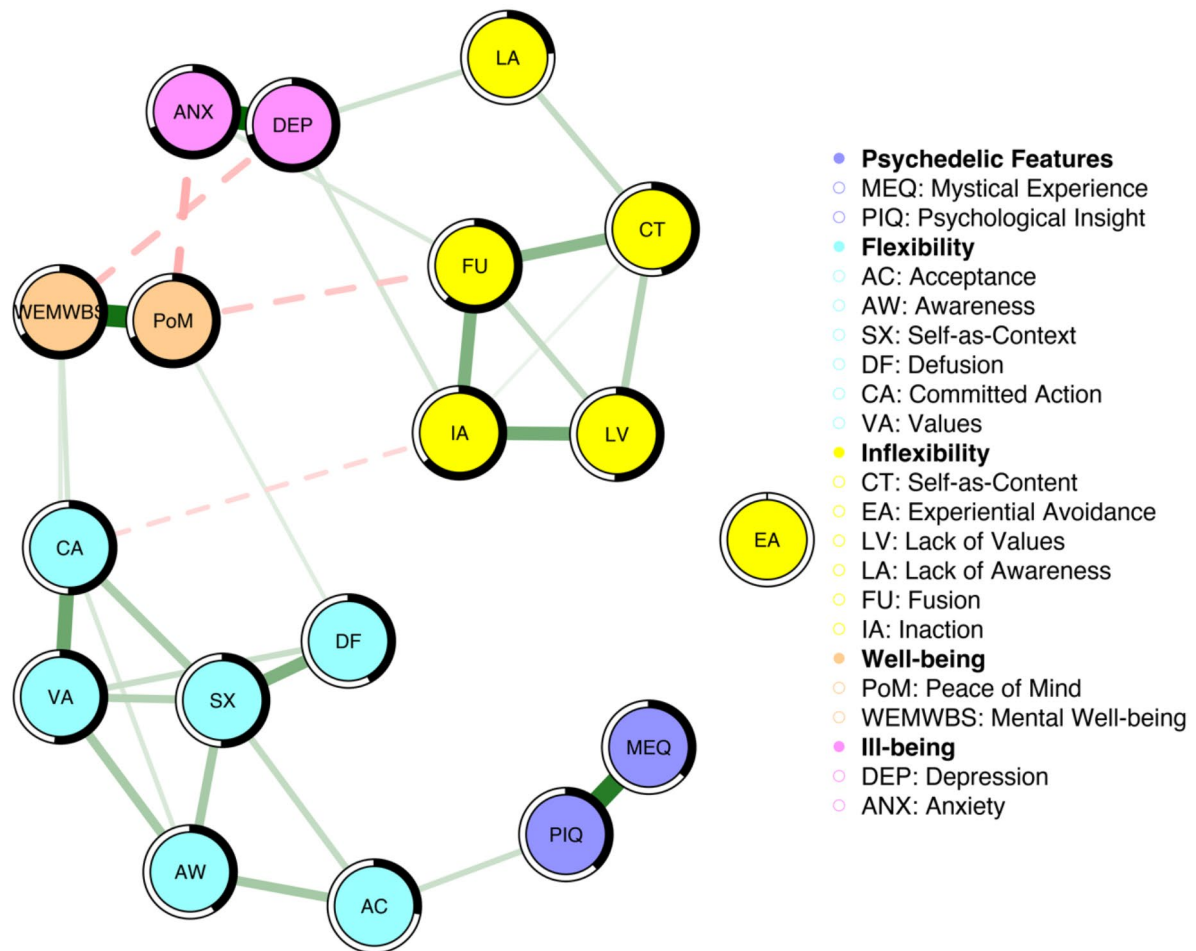 LA
ANX
DEP
CT
FU
WEMWBS
PoM
IA
LV
EA
CA
DF
VA
SX
MEQ
PIQ
AW
AC
Psychedelic Features
MEQ: Mystical Experience
PIQ: Psychological Insight
Flexibility
AC: Acceptance
AW: Awareness
SX: Self-as-Context
DF: Defusion
CA: Committed Action
VA: Values
Inflexibility
CT: Self-as-Content
EA: Experiential Avoidance
LV: Lack of Values
LA: Lack of Awareness
FU: Fusion
IA: Inaction
Well-being
PoM: Peace of Mind
WEMWBS: Mental Well-being
Ill-being
DEP: Depression
ANX: Anxiety